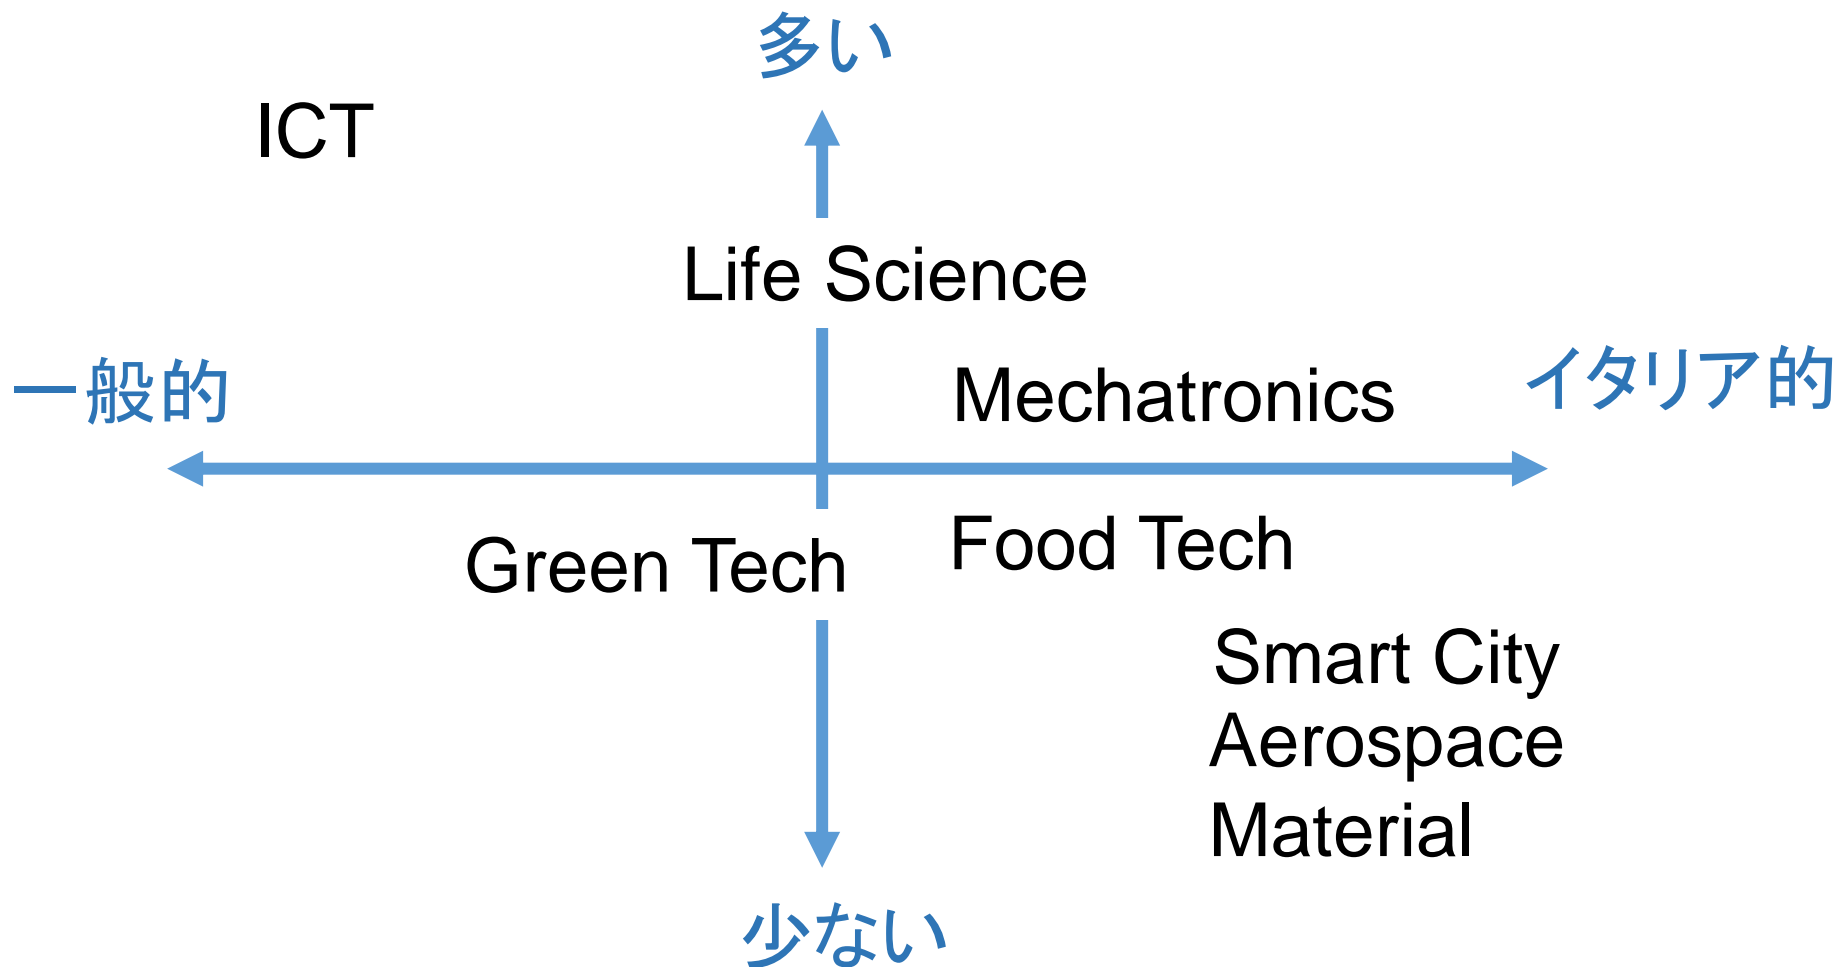 多い
ICT
Life Science
一般的
Mechatronics
イタリア的
Green Tech
Food Tech
Smart City
Aerospace
Material
少ない